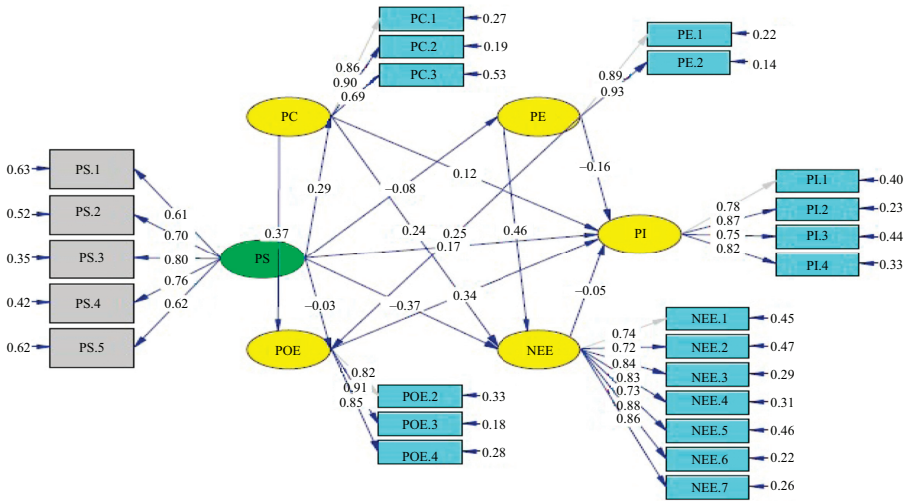 PC.1
0.27
PC.2
0.19
PC.3
0.53
0.86
0.90
0.69
PE.1
0.22
PE.2
0.14
0.89
0.93
PC
PE
0.63
PS.1
0.52
PS.2
0.35
PS.3
0.42
PS.4
0.62
PS.5
0.61
0.70
0.80
0.76
0.62
PS
0.29
−0.08
0.12
−0.16
0.37
0.24
0.25
0.17
0.46
−0.03
−0.37
0.34
−0.05
PI
0.78
0.87
0.75
0.82
PI.1
0.40
PI.2
0.23
PI.3
0.44
PI.4
0.33
POE
NEE
0.82
0.91
0.85
POE.2
0.33
POE.3
0.18
POE.4
0.28
0.74
0.72
0.84
0.83
0.73
0.88
0.86
NEE.1
0.45
NEE.2
0.47
NEE.3
0.29
NEE.4
0.31
NEE.5
0.46
NEE.6
0.22
NEE.7
0.26